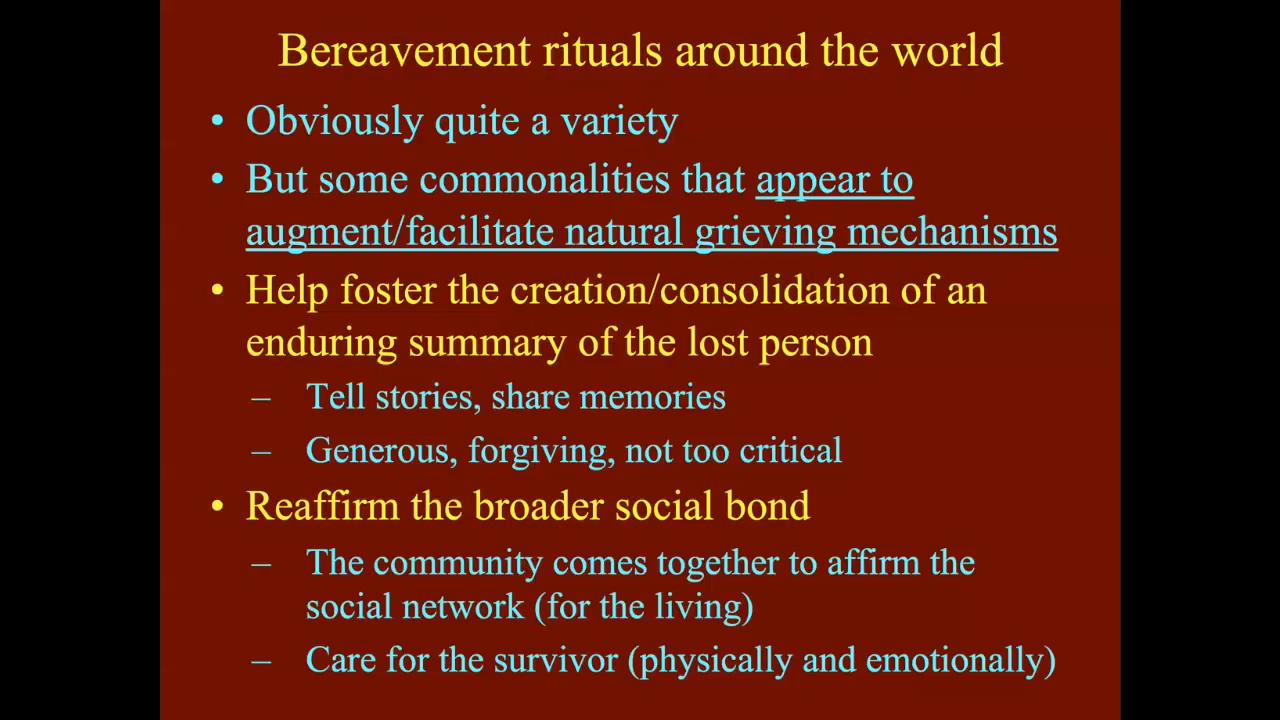 Bereavement rituals around the world
• Obviously quite a variety
• But some commonalities that appear to
augment/facilitate natural grieving mechanisms
• Help foster the creation/consolidation of an
enduring summary of the lost person
– Tell stories, share memories
– Generous, forgiving, not too critical
• Reaffirm the broader social bond
– The community comes together to affirm the
social network (for the living)
– Care for the survivor (physically and emotionally)